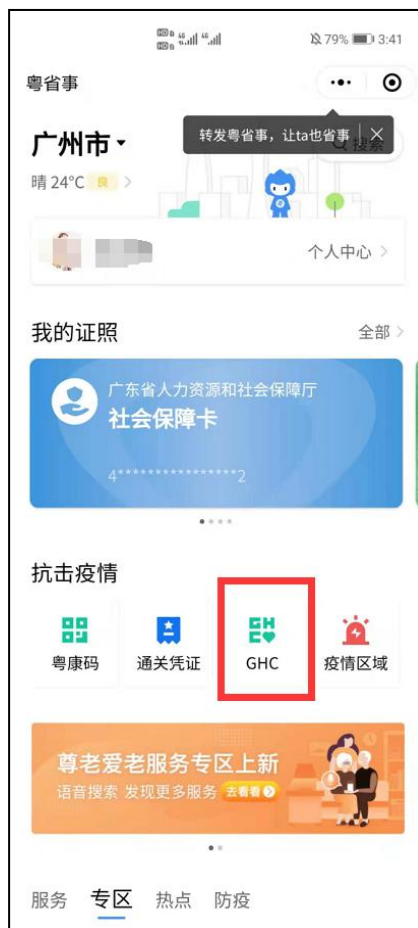 79% 3:41
粤省事
转发粤省事，让ta也省事
广州市
搜索
晴 24°C 良
个人中心
我的证照
全部
广东省人力资源和社会保障厅
社会保障卡
4****************2
抗击疫情
粤康码 通关凭证 GHC 疫情区域
尊老爱老服务专区上新
语音搜索 发现更多服务 去看看
服务 专区 热点 防疫